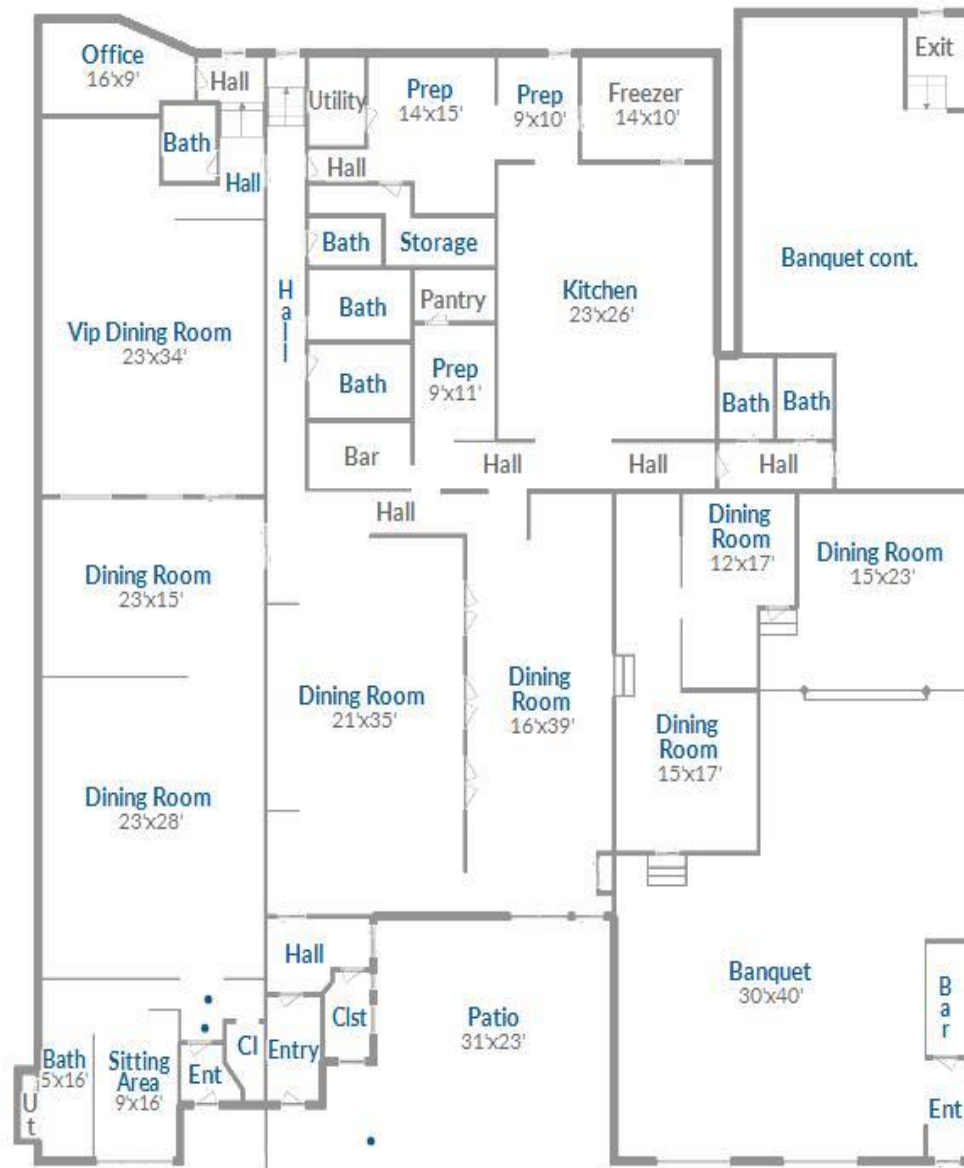 Office
16'x9'
Hall
Utility
Prep
14'x15'
Prep
9'x10'
Freezer
14'x10'
Exit
Bath
Hall
Hall
Bath
Storage
Banquet cont.
Hall
Vip Dining Room
23'x34'
Bath
Pantry
Kitchen
23'x26'
Bath
Prep
9'x11'
Bath
Bath
Bar
Hall
Hall
Hall
Hall
Dining
Room
12'x17'
Dining Room
15'x23'
Dining Room
23'x15'
Dining Room
21'x35'
Dining
Room
16'x39'
Dining
Room
15'x17'
Dining Room
23'x28'
Hall
Banquet
30'x40'
Bar
Clst
Patio
31'x23'
Bath
5'x16'
Sitting
Area
9'x16'
Ent
Cl
Entry
Ut
Ent